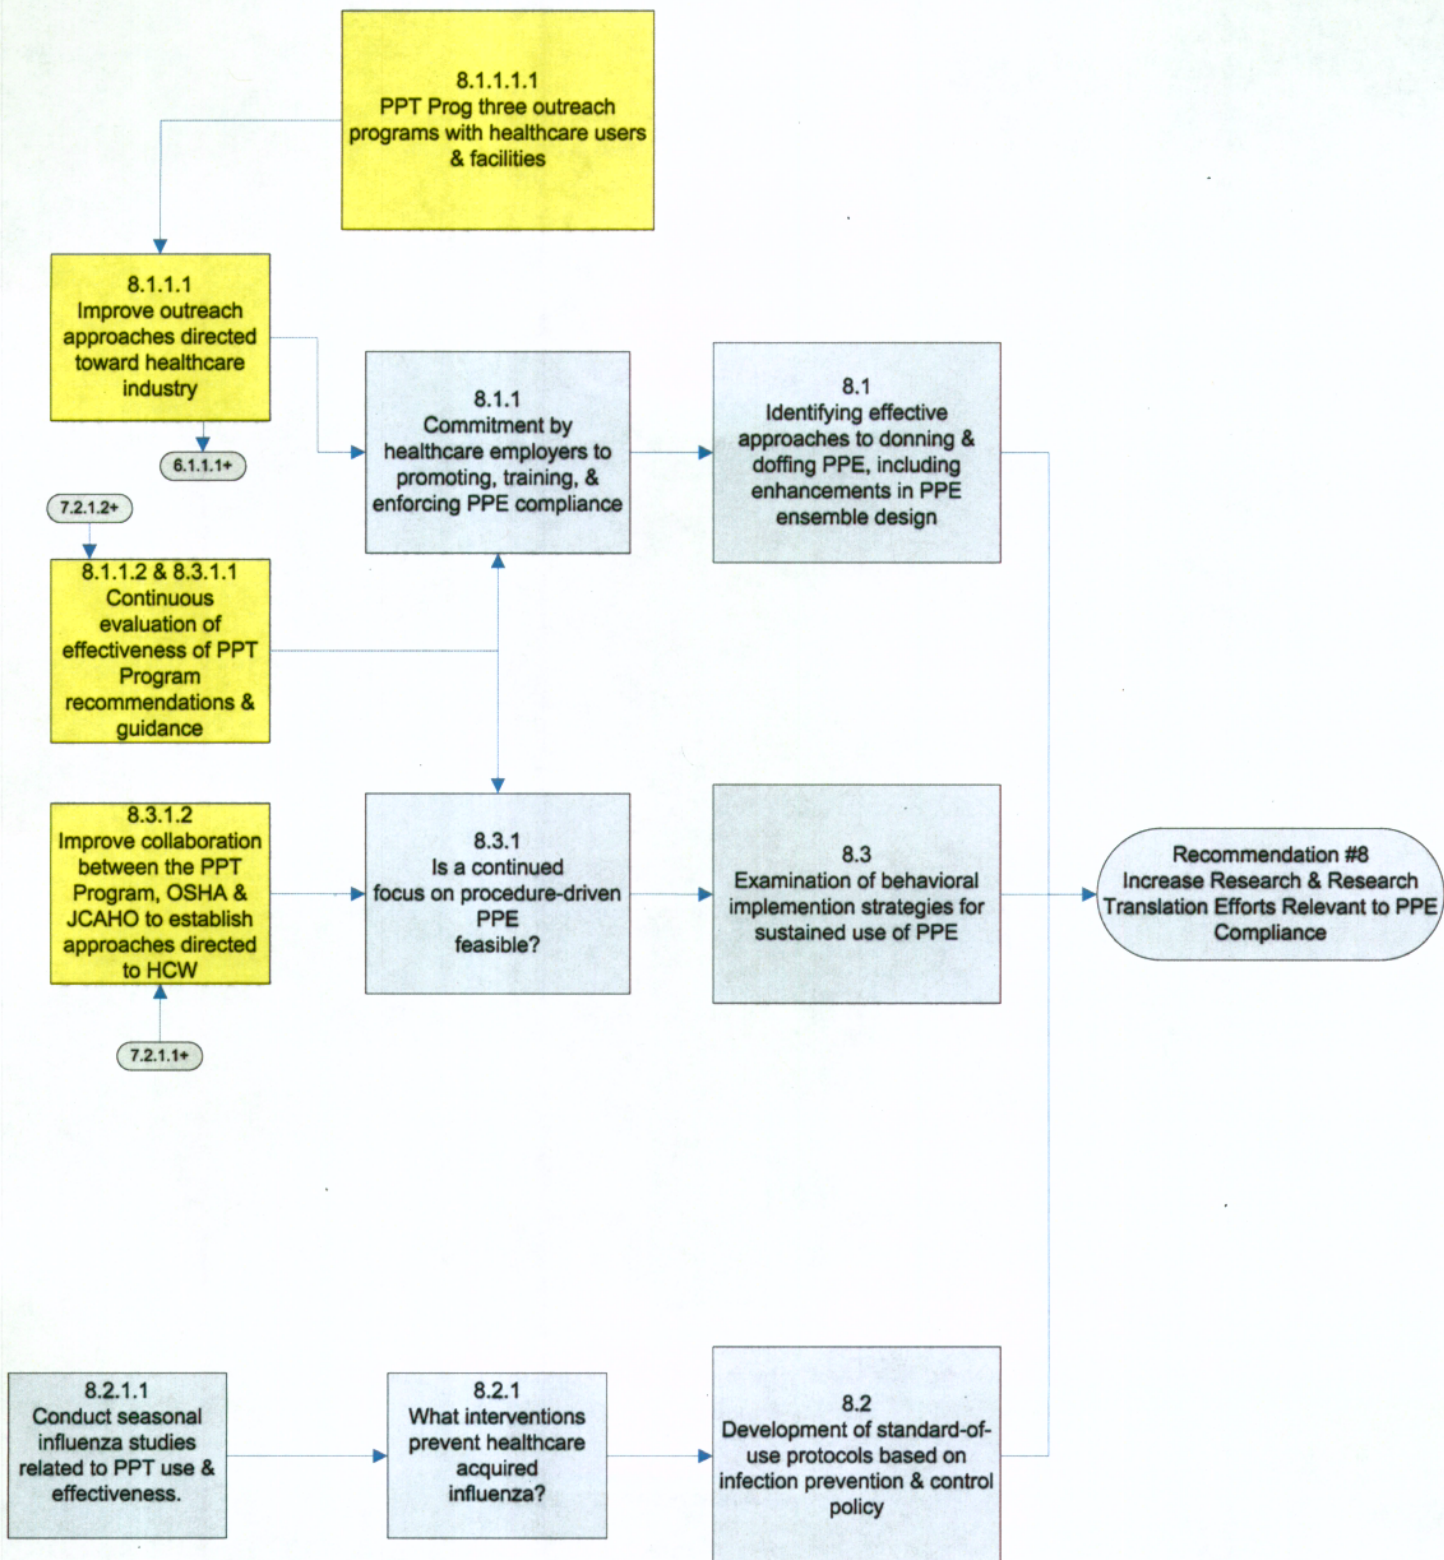 8.1.1.1.1
PPT Prog three outreach
programs with healthcare users
& facilities
8.1.1.1
Improve outreach
approaches directed
toward healthcare
industry
6.1.1.1+
7.2.1.2+
8.1.1.2 & 8.3.1.1
Continuous
evaluation of
effectiveness of PPT
Program
recommendations &
guidance
8.1.1
Commitment by
healthcare employers to
promoting, training, &
enforcing PPE compliance
8.1
Identifying effective
approaches to donning &
doffing PPE, including
enhancements in PPE
ensemble design
8.3.1.2
Improve collaboration
between the PPT
Program, OSHA &
JCAHO to establish
approaches directed
to HCW
7.2.1.1+
8.3.1
Is a continued
focus on procedure-driven
PPE
feasible?
8.3
Examination of behavioral
implemention strategies for
sustained use of PPE
Recommendation #8
Increase Research & Research
Translation Efforts Relevant to PPE
Compliance
8.2.1.1
Conduct seasonal
influenza studies
related to PPT use &
effectiveness.
8.2.1
What interventions
prevent healthcare
acquired
influenza?
8.2
Development of standard-of-
use protocols based on
infection prevention & control
policy